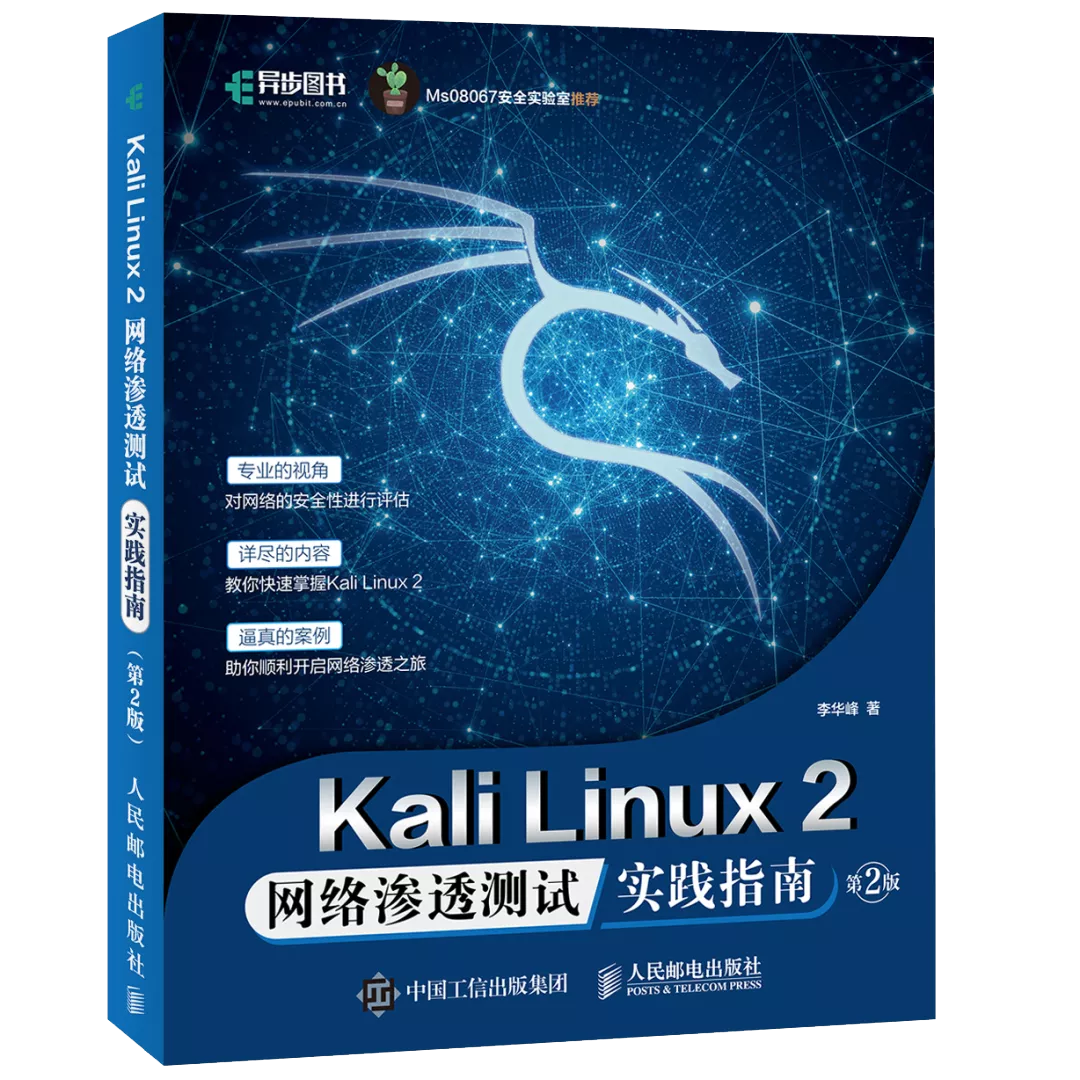 异步图书
www.epubit.com.cn
Ms08067安全实验室推荐
专业的视角
对网络的安全性进行评估
详尽的内容
教你快速掌握Kali Linux 2
逼真的案例
助你顺利开启网络渗透之旅
李华峰 著
Kali Linux 2
网络渗透测试 实践指南 第2版
中国工信出版集团
人民邮电出版社
POSTS & TELECOM PRESS
Kali Linux 2 网络渗透测试 实践指南 (第2版) 人民邮电出版社